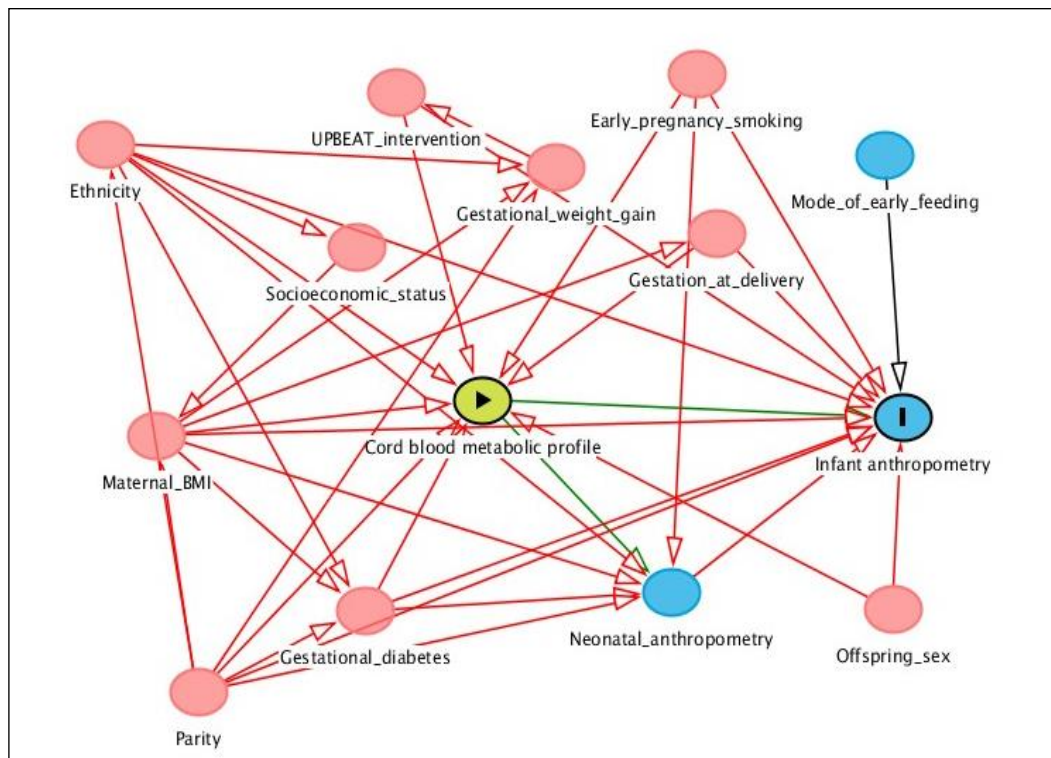 Early_pregnancy_smoking
UPBEAT_intervention
Ethnicity
Mode_of_early_feeding
Gestational_weight_gain
Gestation_at_delivery
Socioeconomic_status
Cord blood metabolic profile
Infant anthropometry
Maternal_BMI
Neonatal_anthropometry
Gestational_diabetes
Offspring_sex
Parity